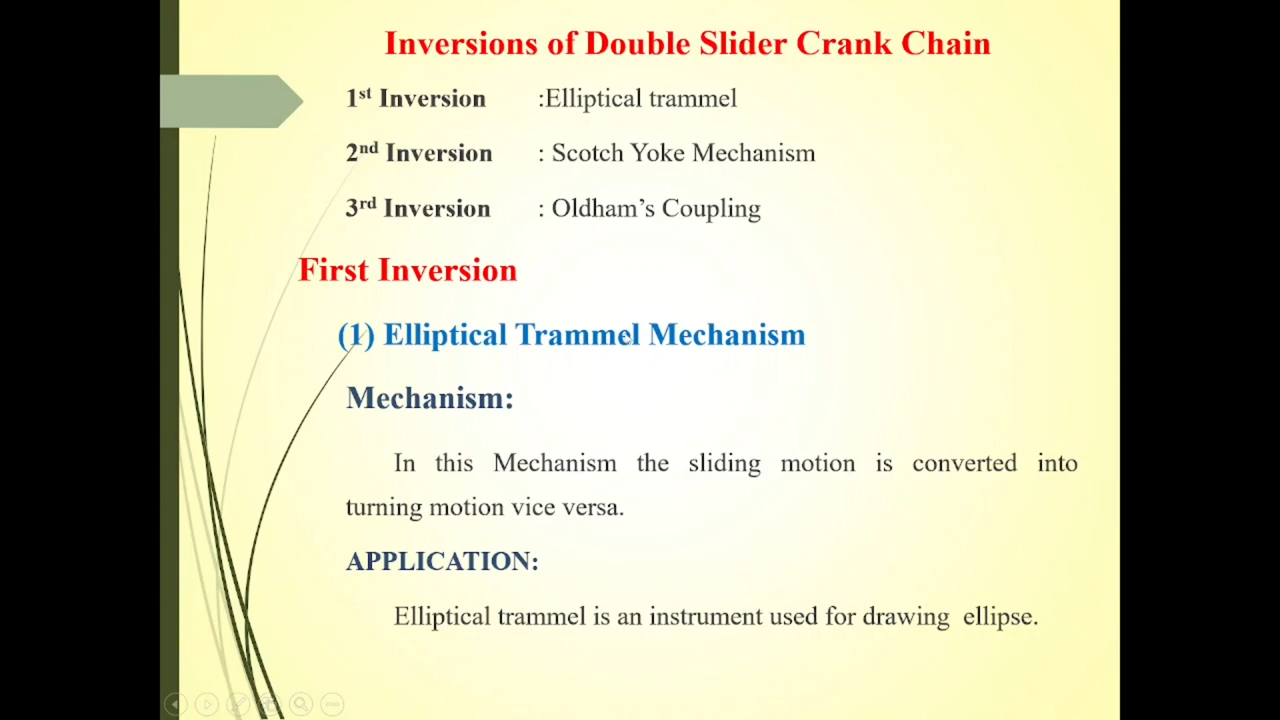 Inversions of Double Slider Crank Chain
1st Inversion :Elliptical trammel
2nd Inversion : Scotch Yoke Mechanism
3rd Inversion : Oldham’s Coupling
First Inversion
(1) Elliptical Trammel Mechanism
Mechanism:
In this Mechanism the sliding motion is converted into
turning motion vice versa.
APPLICATION:
Elliptical trammel is an instrument used for drawing ellipse.